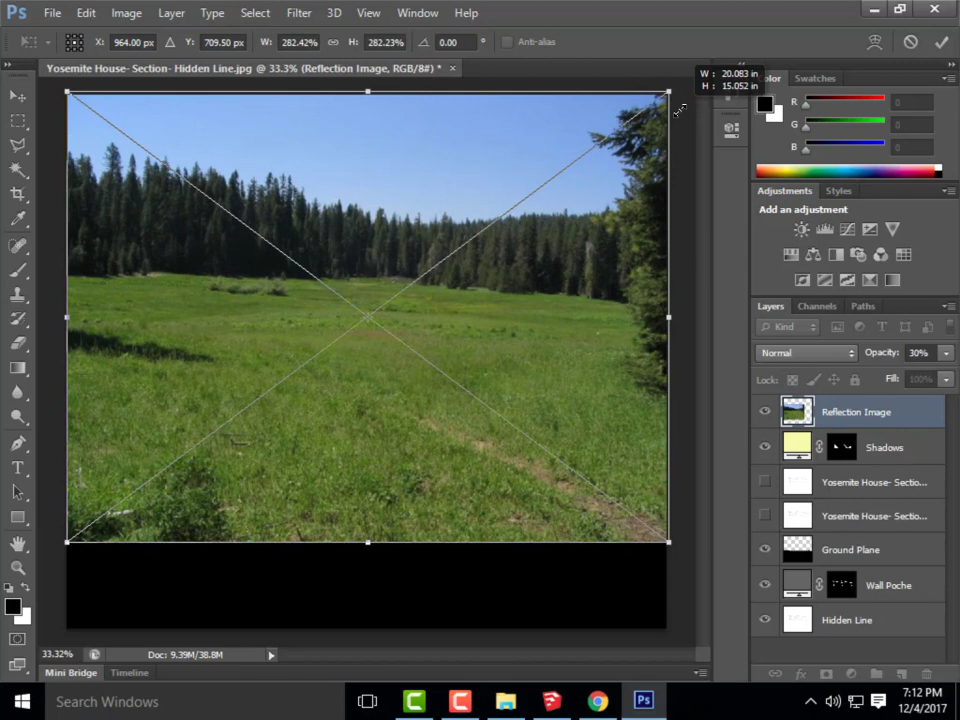 Ps File Edit Image Layer Type Select Filter 3D View Window Help
X: 964.00 px Y: 709.50 px W: 282.42% H: 282.23% 0.00 ° Anti-alias
Yosemite House- Section- Hidden Line.jpg @ 33.3% (Reflection Image, RGB/8#) * ×
W : 20.083 in
H : 15.052 in
Color Swatches
R 0
G 0
B 0
Adjustments Styles
Add an adjustment
Layers Channels Paths
Kind
Normal Opacity: 30%
Lock: Fill: 100%
Reflection Image
Shadows
Yosemite House- Sectio...
Yosemite House- Sectio...
Ground Plane
Wall Poche
Hidden Line
33.32% Doc: 9.39M/38.8M
Mini Bridge Timeline
Search Windows
Ps
7:12 PM
12/4/2017